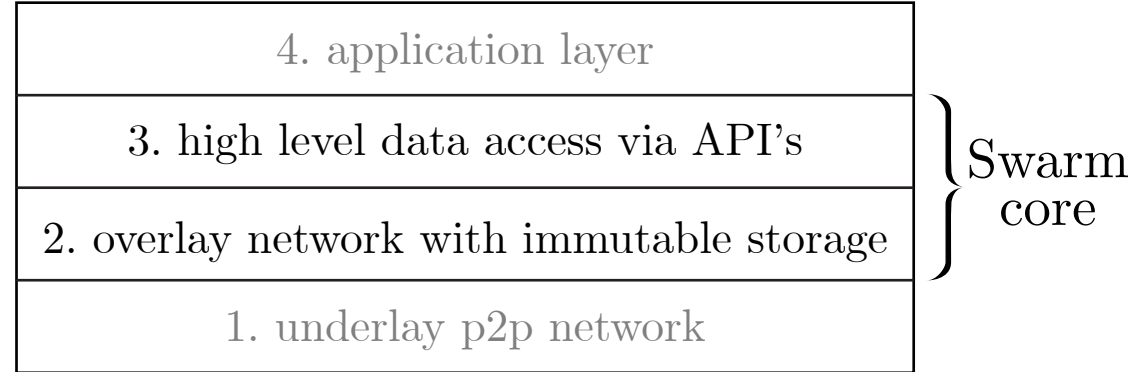 4. application layer
3. high level data access via API's
2. overlay network with immutable storage
1. underlay p2p network
Swarm
core